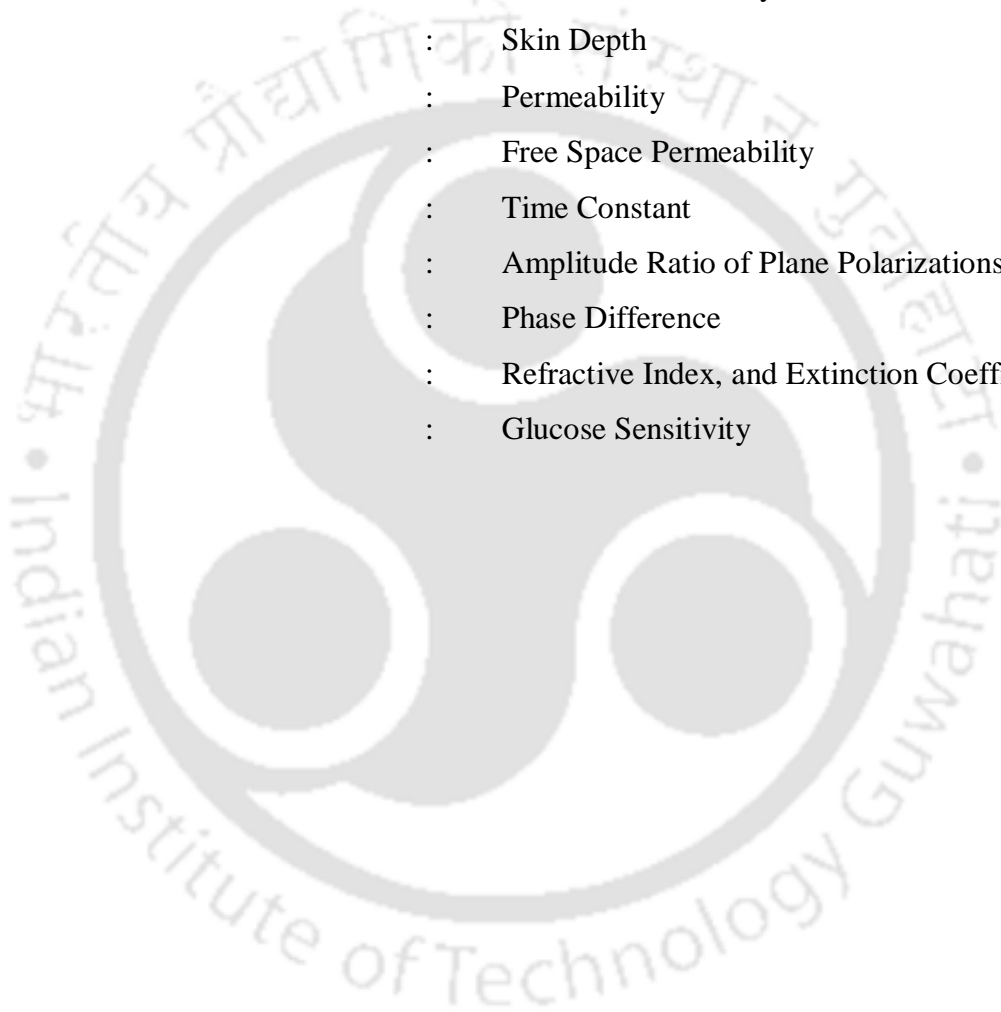 : Skin Depth
: Permeability
: Free Space Permeability
: Time Constant
: Amplitude Ratio of Plane Polarizations
: Phase Difference
: Refractive Index, and Extinction Coeff
: Glucose Sensitivity
भारतीय प्रौद्योगिकी संस्थान गुवाहाटी
• Indian Institute of Technology Guwahati •